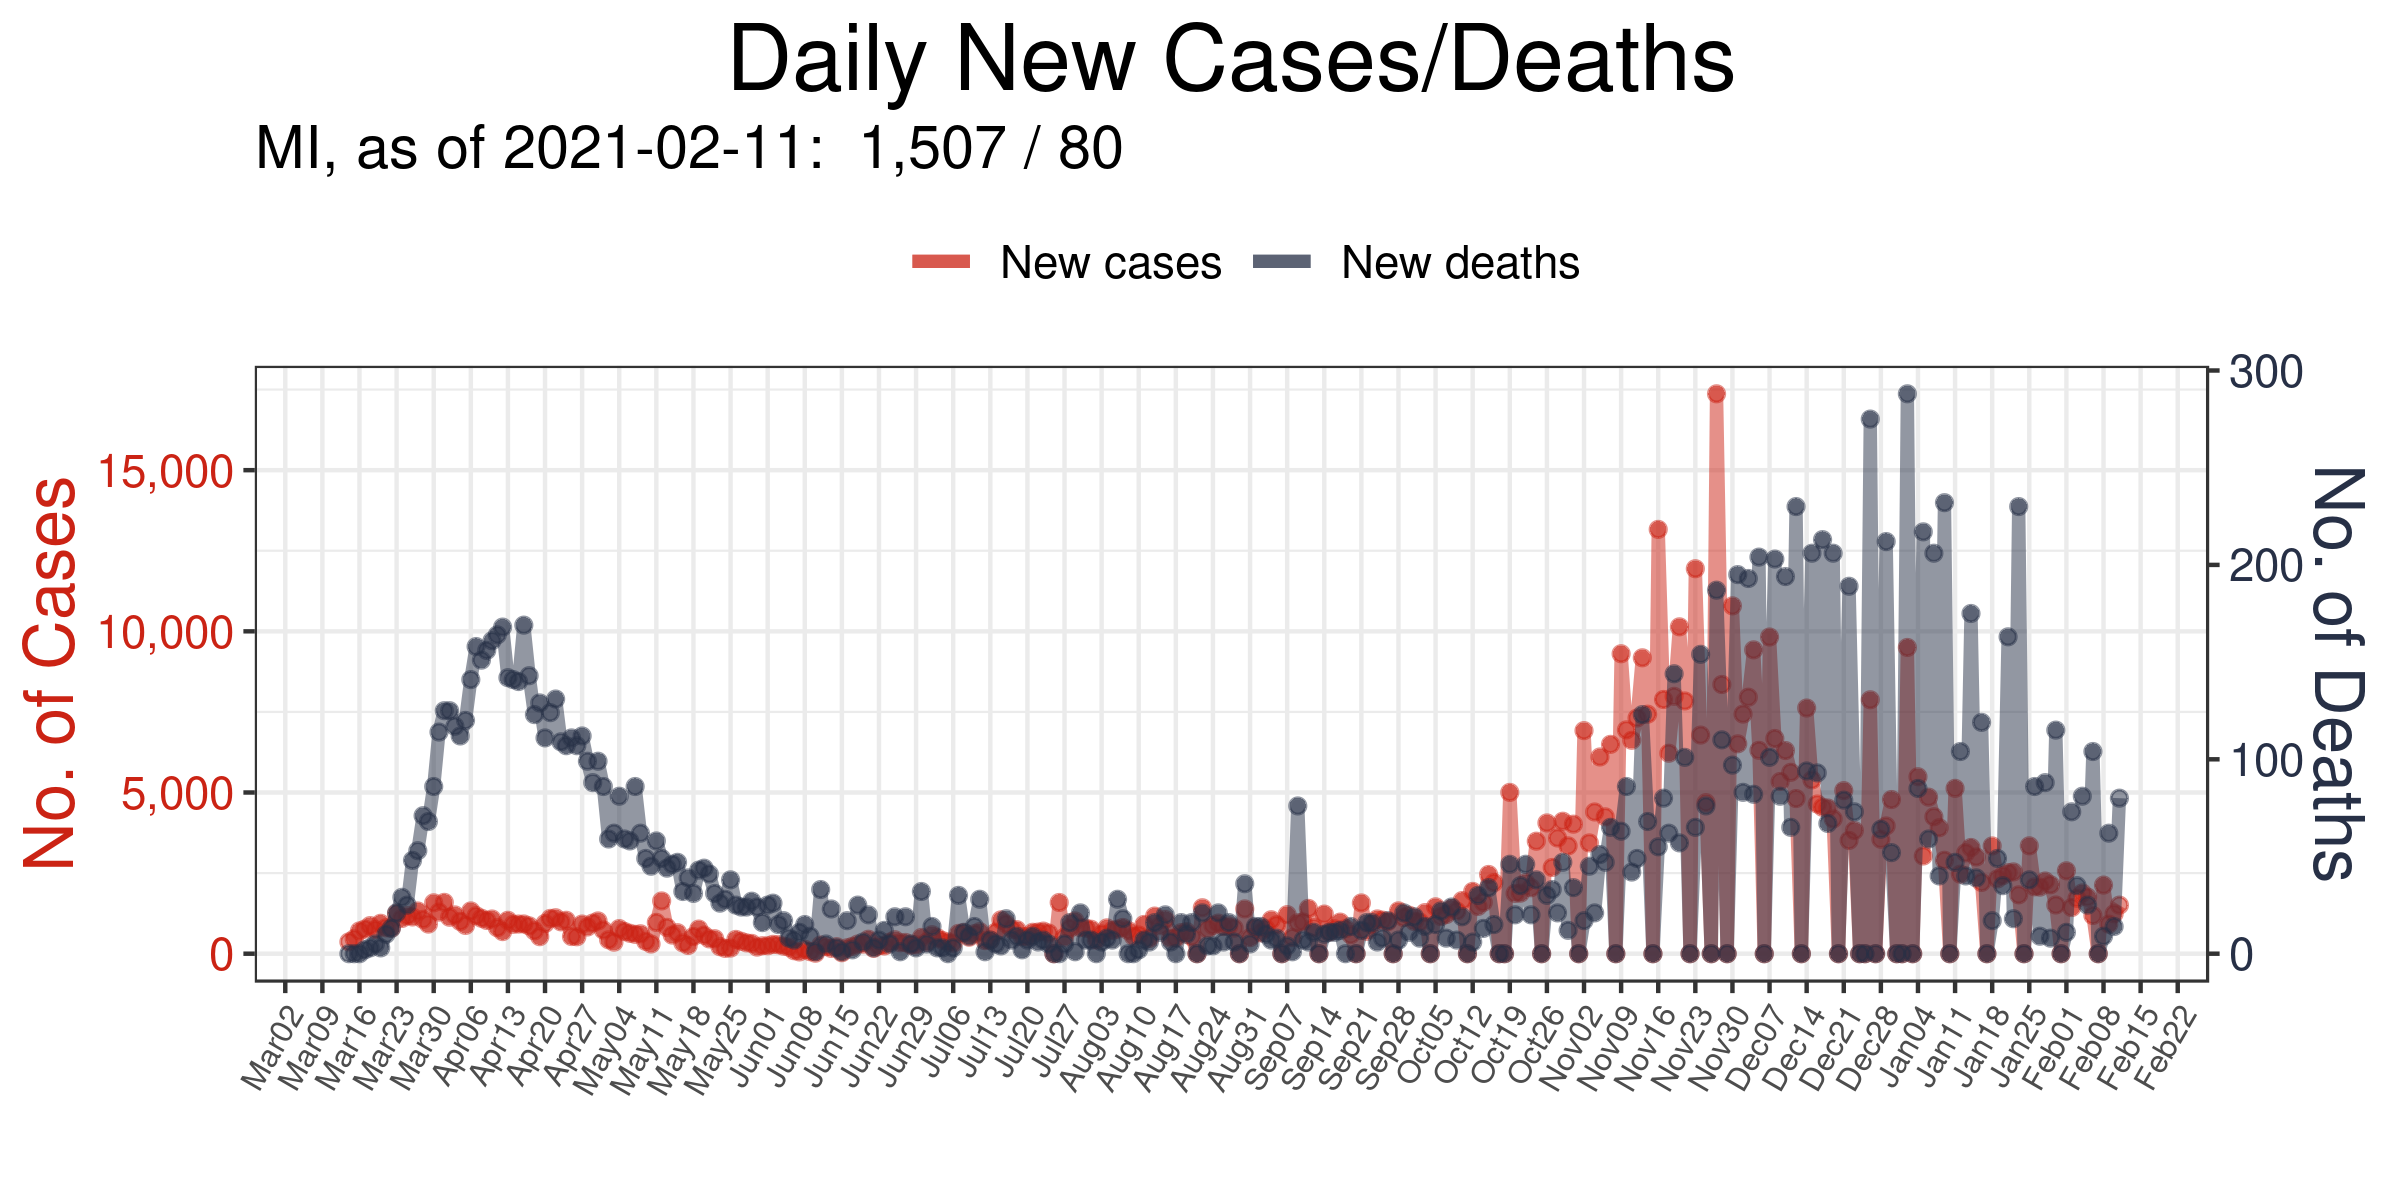 Daily New Cases/Deaths
MI, as of 2021-02-11:  1,507 / 80
New cases
New deaths
No. of Cases
15,000
10,000
5,000
0
300
200
100
0
No. of Deaths
Mar02
Mar09
Mar16
Mar23
Mar30
Apr06
Apr13
Apr20
Apr27
May04
May11
May18
May25
Jun01
Jun08
Jun15
Jun22
Jun29
Jul06
Jul13
Jul20
Jul27
Aug03
Aug10
Aug17
Aug24
Aug31
Sep07
Sep14
Sep21
Sep28
Oct05
Oct12
Oct19
Oct26
Nov02
Nov09
Nov16
Nov23
Nov30
Dec07
Dec14
Dec21
Dec28
Jan04
Jan11
Jan18
Jan25
Feb01
Feb08
Feb15
Feb22